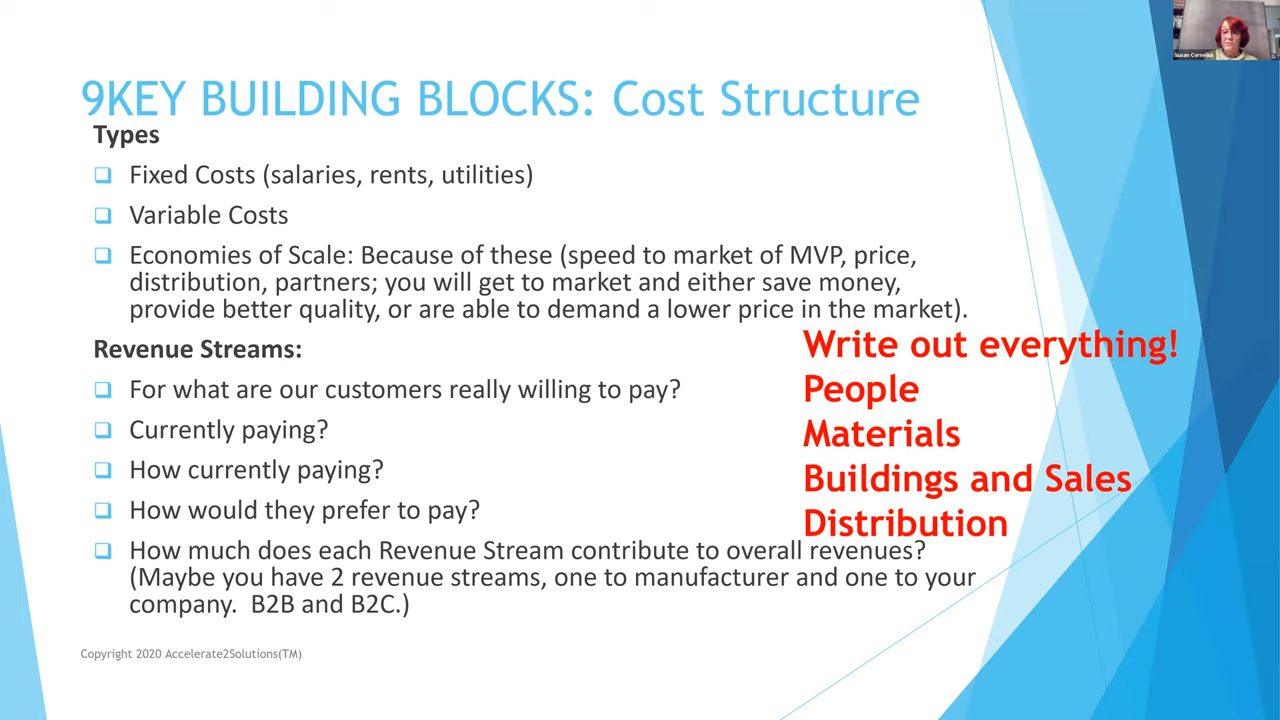 Susan Cornelius
9KEY BUILDING BLOCKS: Cost Structure
Types
Fixed Costs (salaries, rents, utilities)
Variable Costs
Economies of Scale: Because of these (speed to market of MVP, price,
distribution, partners; you will get to market and either save money,
provide better quality, or are able to demand a lower price in the market).
Revenue Streams:
For what are our customers really willing to pay?
Currently paying?
How currently paying?
How would they prefer to pay?
How much does each Revenue Stream contribute to overall revenues?
(Maybe you have 2 revenue streams, one to manufacturer and one to your
company.  B2B and B2C.)
Write out everything!
People
Materials
Buildings and Sales
Distribution
Copyright 2020 Accelerate2Solutions(TM)